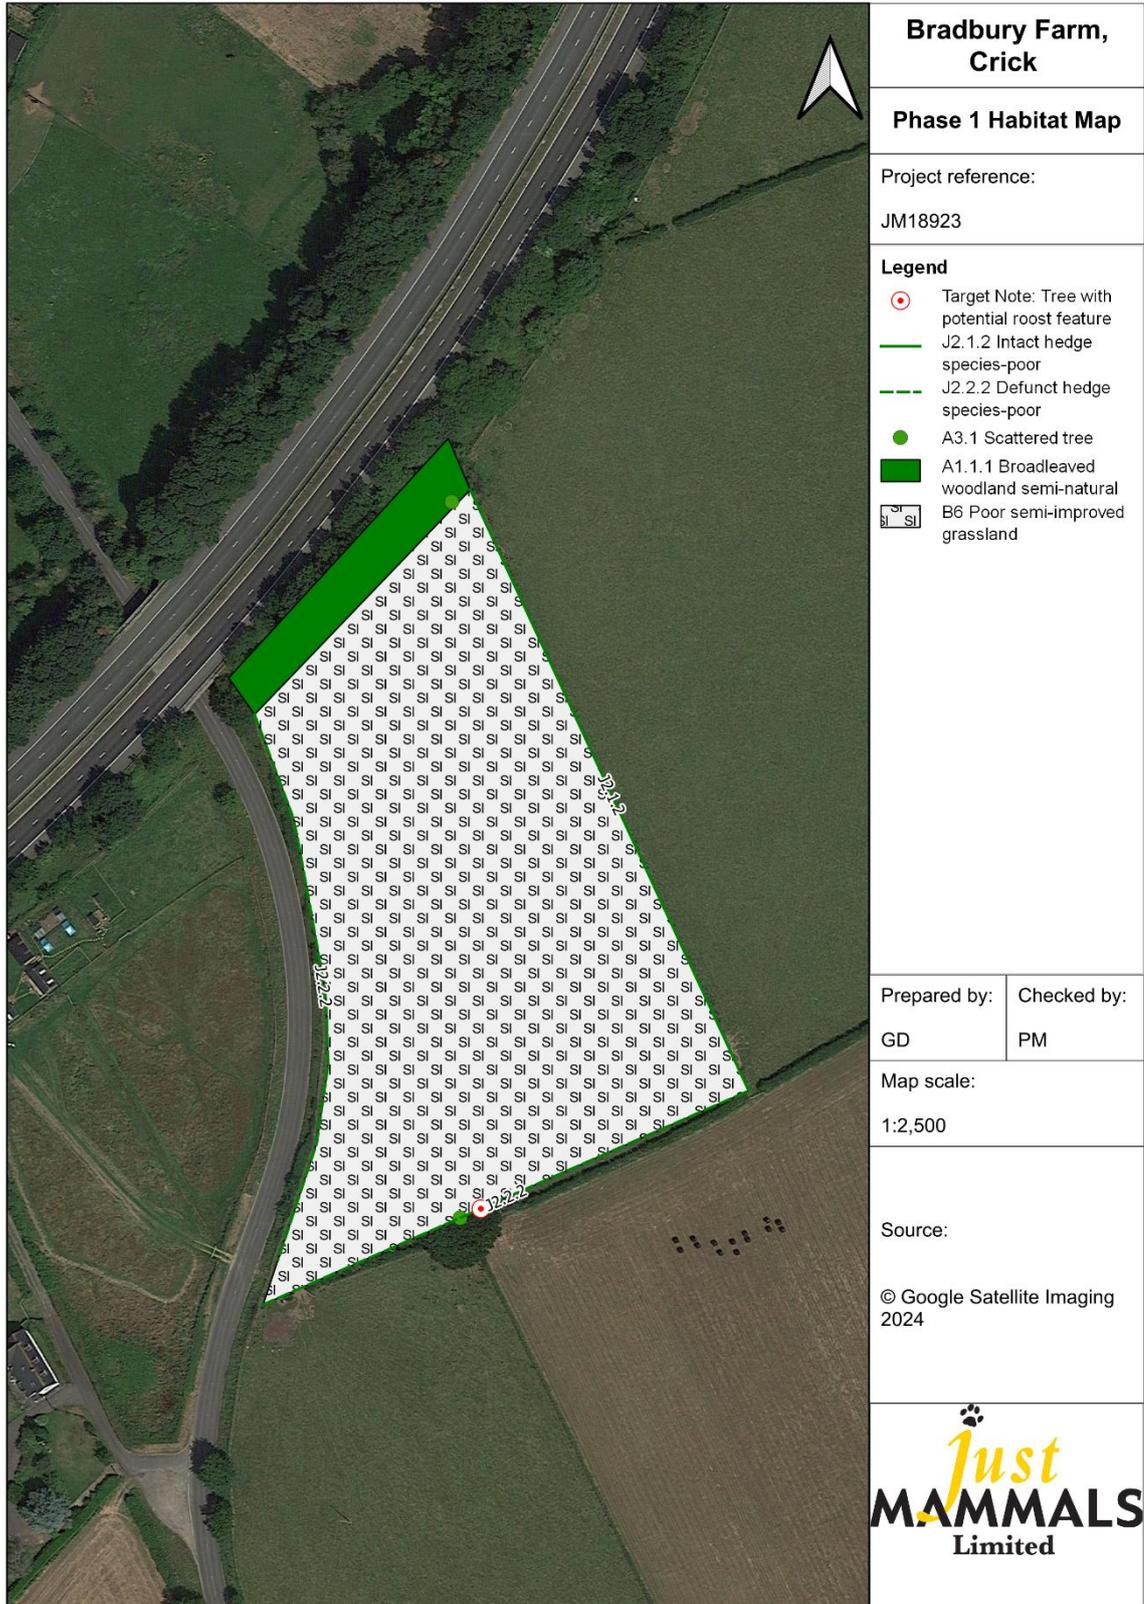 Bradbury Farm,
Crick
Phase 1 Habitat Map
Project reference:
JM18923
Legend
Target Note: Tree with
potential roost feature
J2.1.2 Intact hedge
species-poor
J2.2.2 Defunct hedge
species-poor
A3.1 Scattered tree
A1.1.1 Broadleaved
woodland semi-natural
SI SI SI
B6 Poor semi-improved
grassland
J2.1.2
J2.2.2
J2.2.2
Prepared by:
GD
Checked by:
PM
Map scale:
1:2,500
Source:
© Google Satellite Imaging
2024
just
MAMMALS
Limited